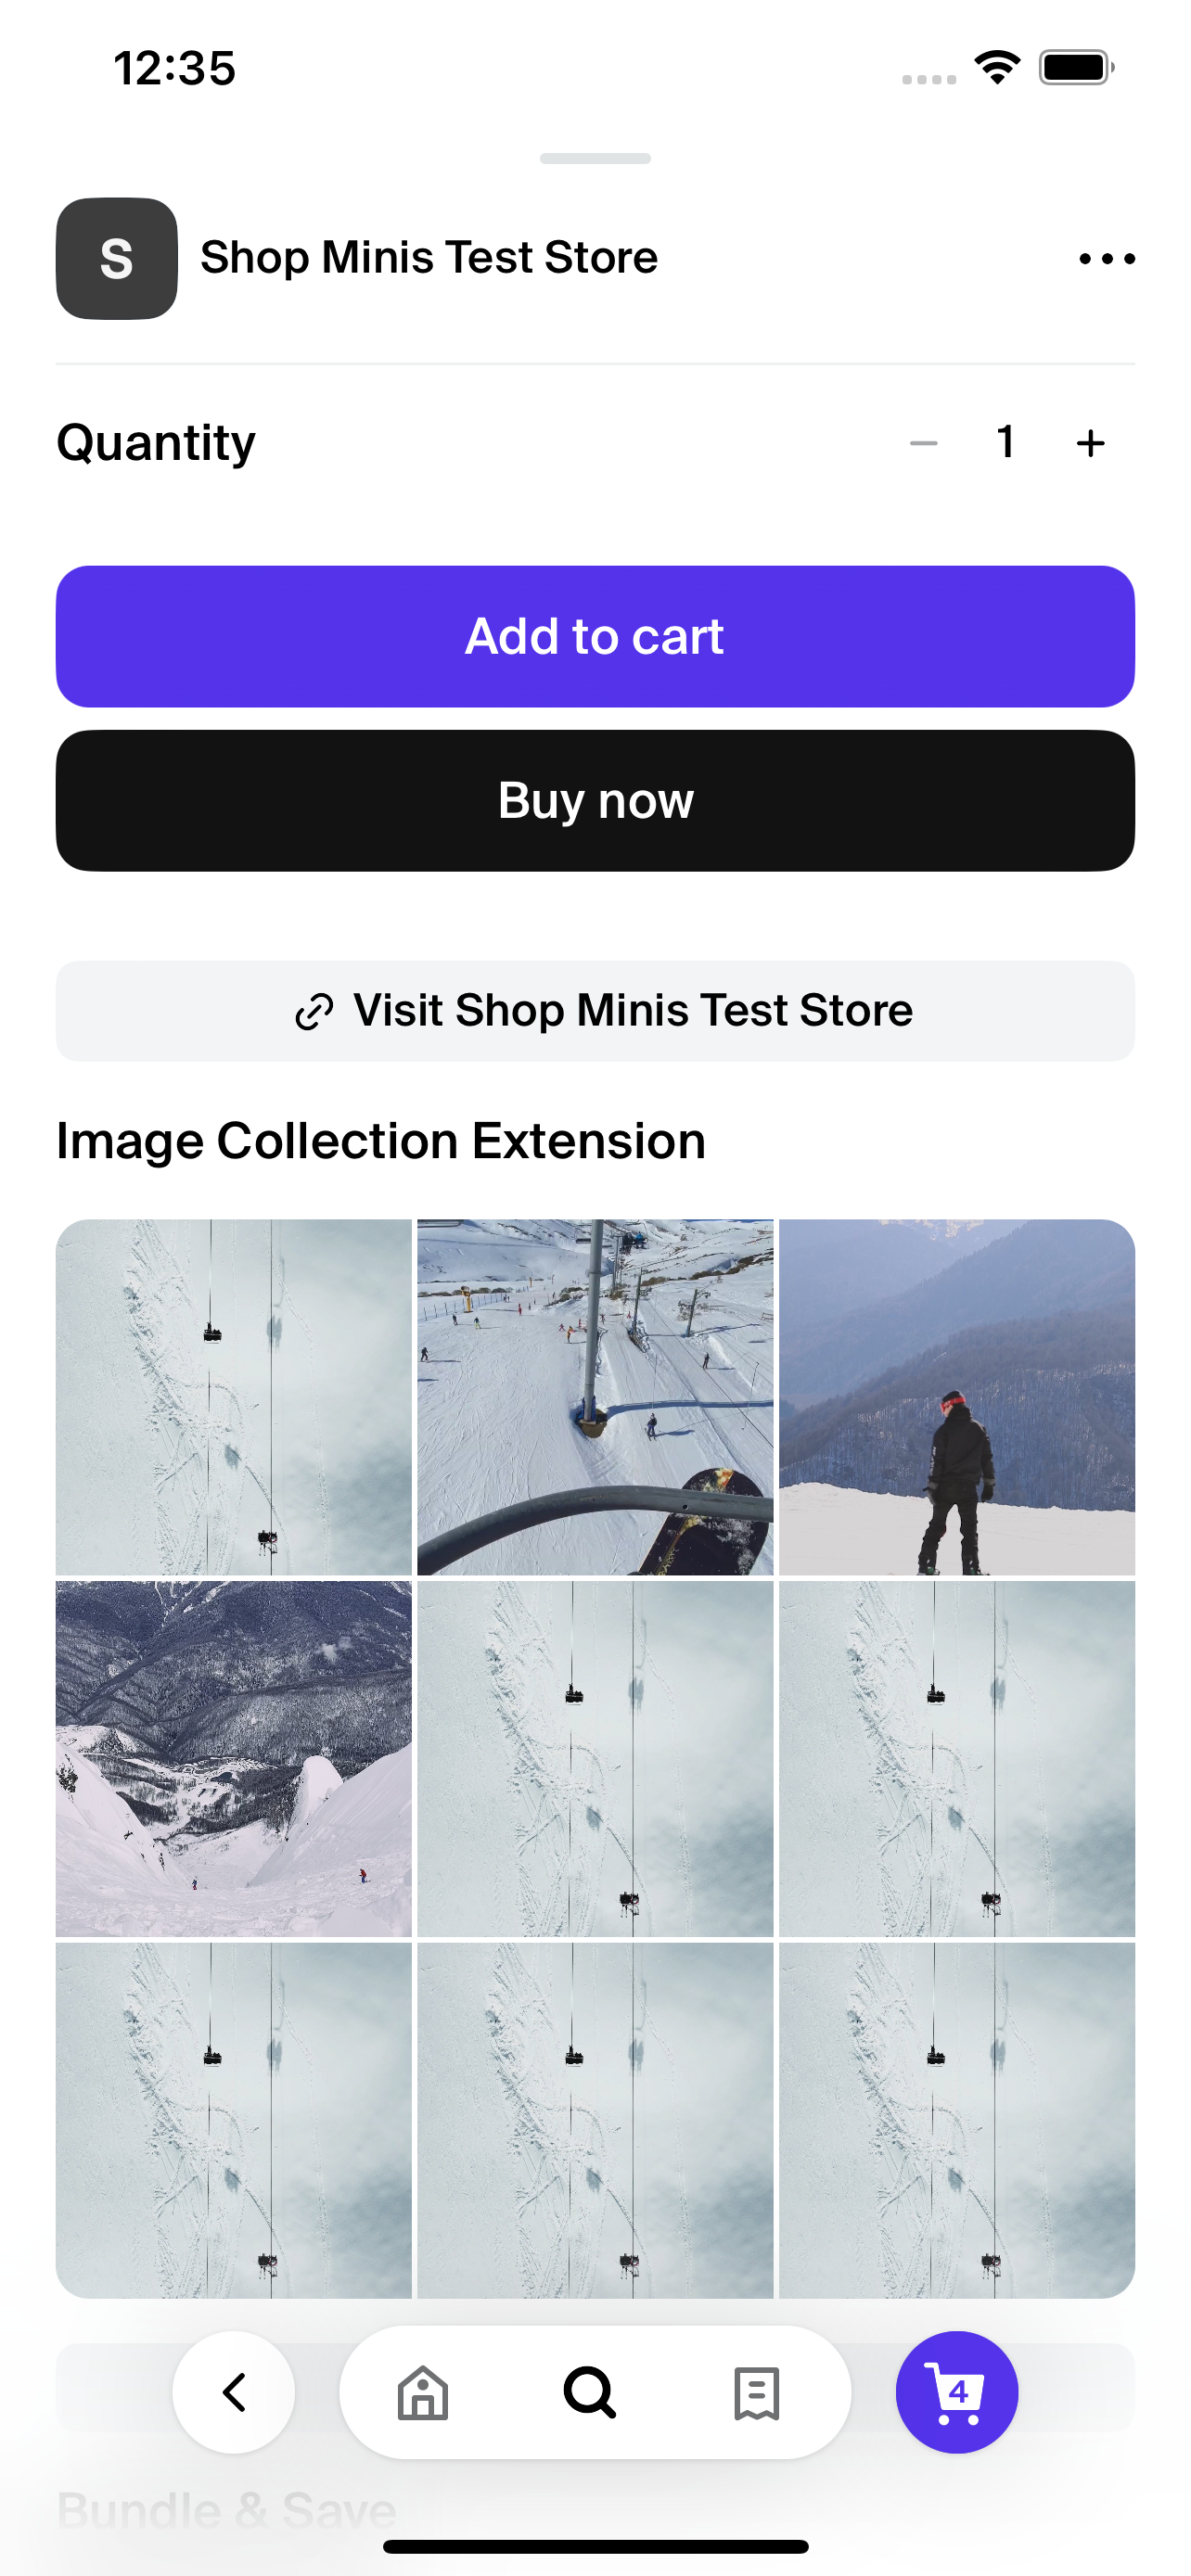 12:35
S
Shop Minis Test Store
Quantity
1
Add to cart
Buy now
Visit Shop Minis Test Store
Image Collection Extension
4
Bundle & Save